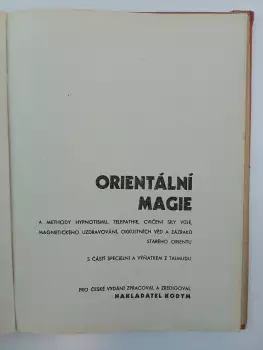 ORIENTÁLNÍ
MAGIE
A METHODY HYPNOTISMU, TELEPATHIE, CVIČENÍ SÍLY VŮLE,
MAGNETICKÉHO UZDRAVOVÁNÍ, OKKULTNÍCH VĚD A ZÁZRAKŮ
STARÉHO ORIENTU
S ČÁSTÍ SPECIELNÍ A VÝŇATKEM Z TALMUDU
PRO ČESKÉ VYDÁNÍ ZPRACOVAL A ZREDIGOVAL
NAKLADATEL KODYM